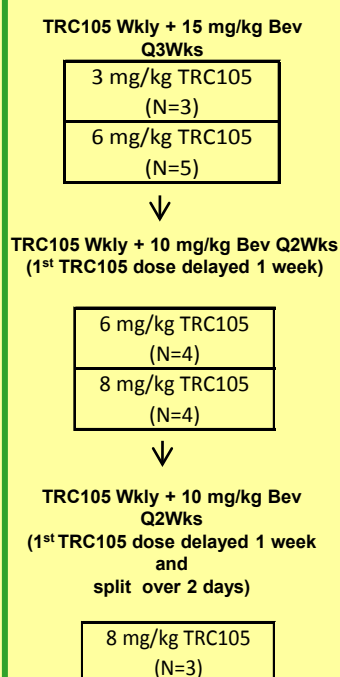 TRC105 Wkly + 15 mg/kg Bev
Q3Wks
3 mg/kg TRC105
(N=3)
6 mg/kg TRC105
(N=5)
TRC105 Wkly + 10 mg/kg Bev Q2Wks
(1st TRC105 dose delayed 1 week)
6 mg/kg TRC105
(N=4)
8 mg/kg TRC105
(N=4)
TRC105 Wkly + 10 mg/kg Bev
Q2Wks
(1st TRC105 dose delayed 1 week
and
split over 2 days)
8 mg/kg TRC105
(N=3)